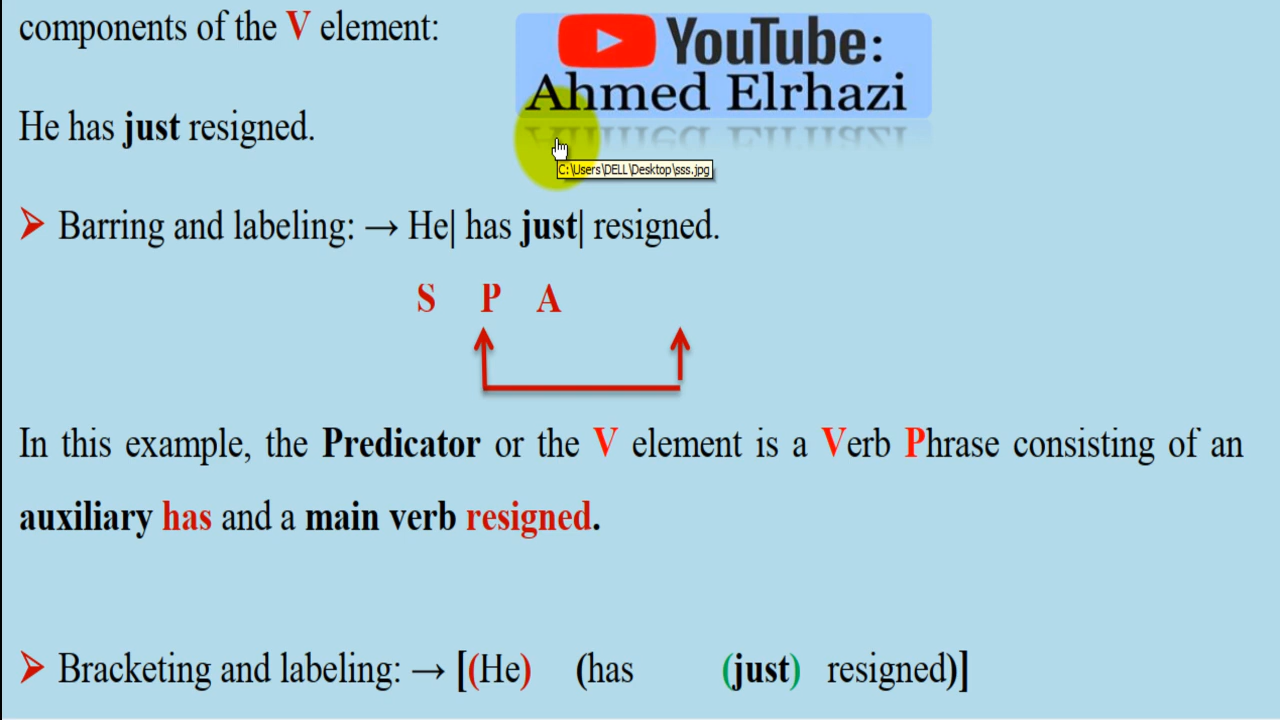 components of the V element:
YouTube:
Ahmed Elrhazi
He has just resigned.
C:\Users\DELL\Desktop\sss.jpg
➢ Barring and labeling: → He| has just| resigned.
S P A
In this example, the Predicator or the V element is a Verb Phrase consisting of an
auxiliary has and a main verb resigned.
➢ Bracketing and labeling: → [(He) (has (just) resigned)]